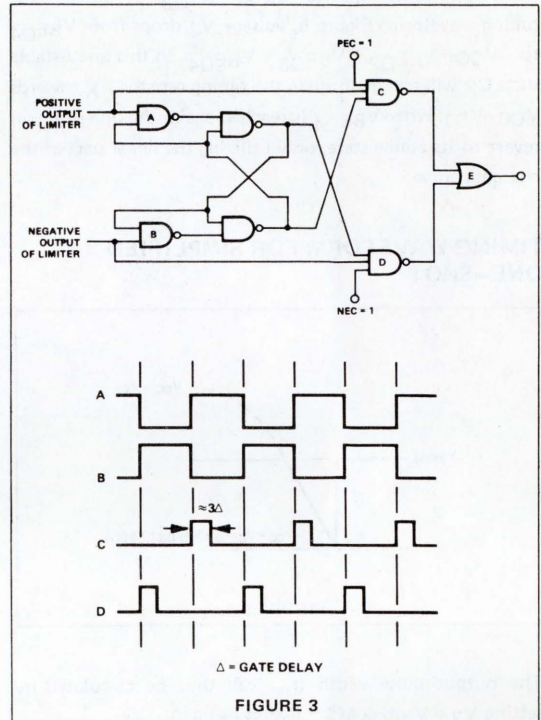 PEC = 1
POSITIVE
OUTPUT
OF LIMITER
A
C
E
NEGATIVE
OUTPUT
OF LIMITER
B
D
NEC = 1
A
B
≈3Δ
C
D
Δ = GATE DELAY
FIGURE 3